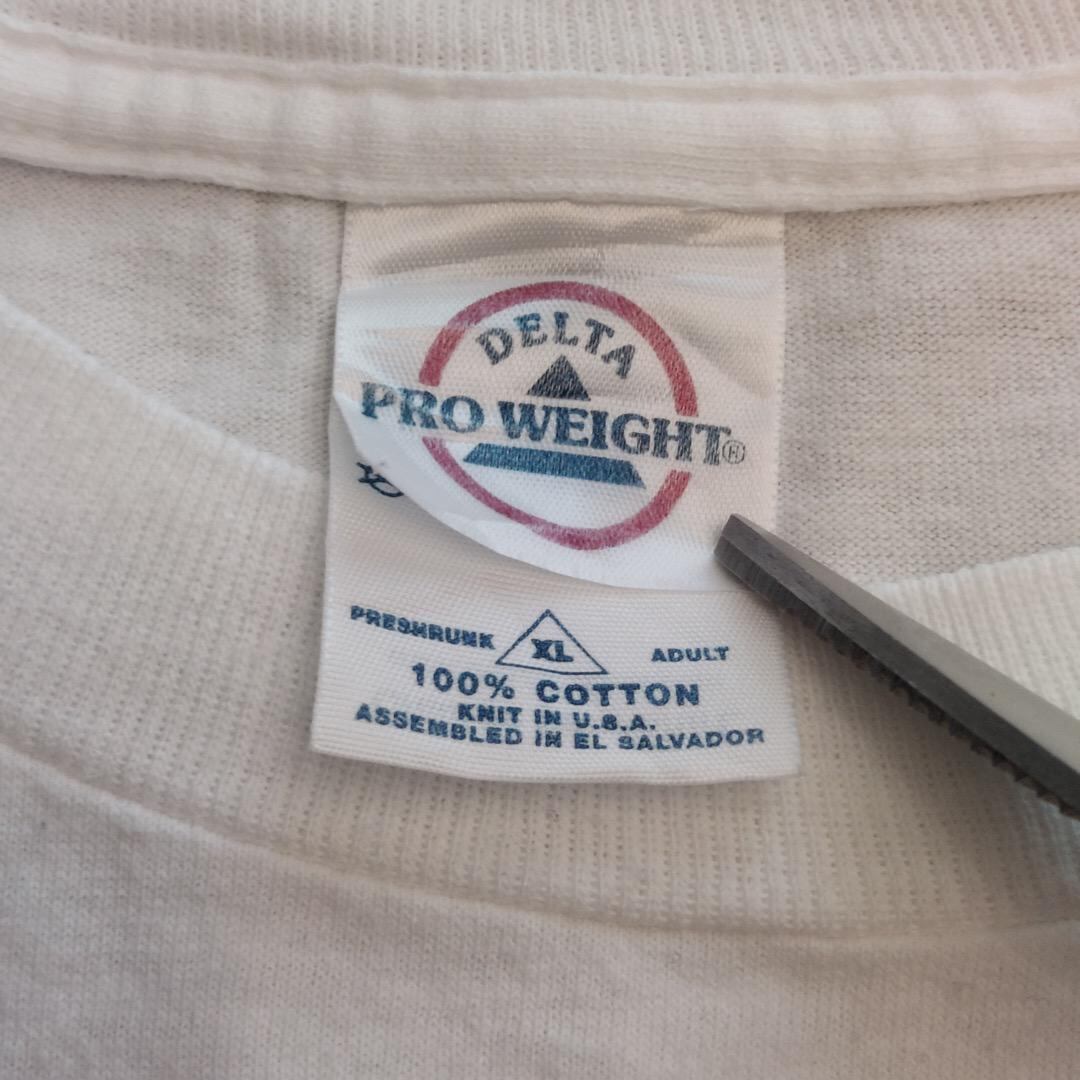 DELTA
PRO WEIGHT®
PRESHRUNK XL ADULT
100% COTTON
KNIT IN U.S.A.
ASSEMBLED IN EL SALVADOR